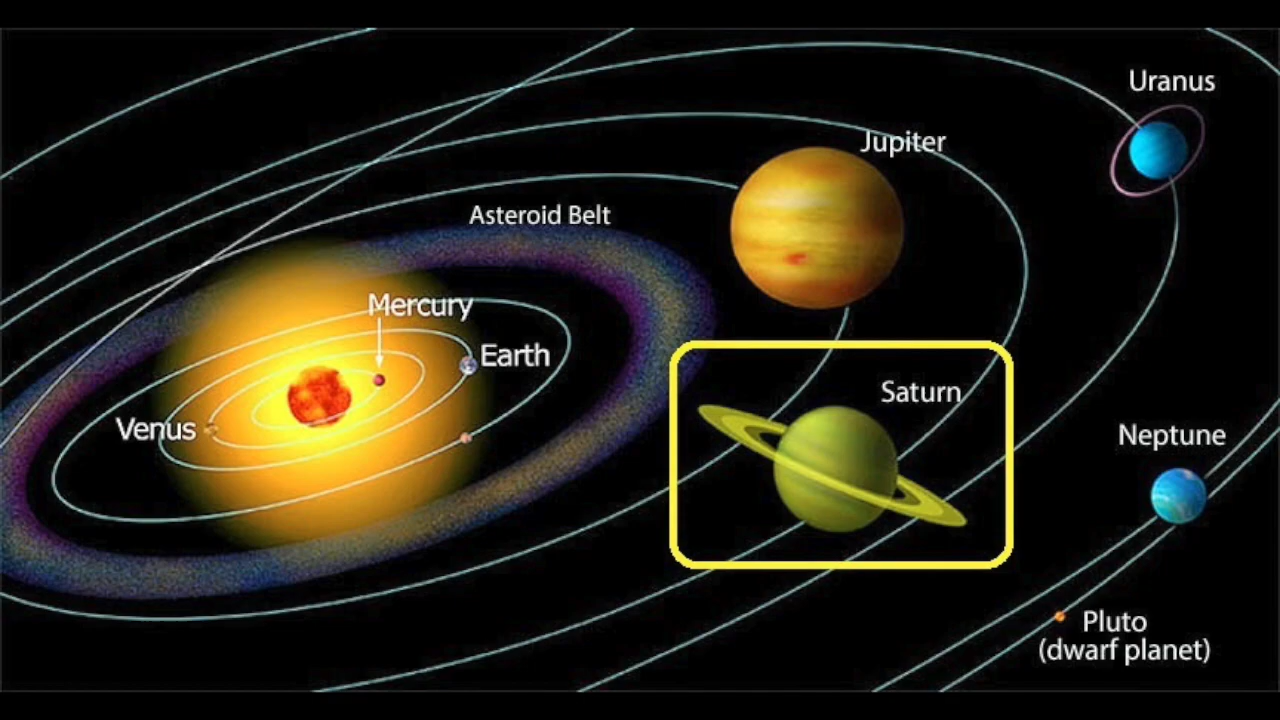 Uranus
Jupiter
Asteroid Belt
Mercury
Earth
Saturn
Venus
Neptune
Pluto
(dwarf planet)